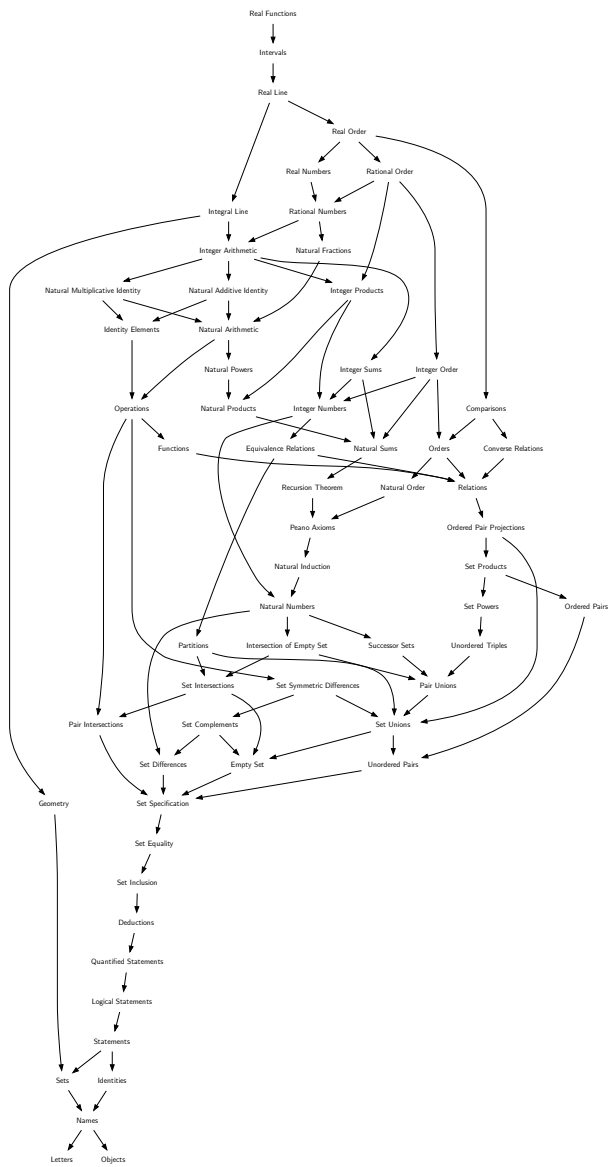 Real Functions
Intervals
Real Line
Real Order
Real Numbers Rational Order
Integral Line Rational Numbers
Integer Arithmetic Natural Fractions
Natural Multiplicative Identity Natural Additive Identity Integer Products
Identity Elements Natural Arithmetic
Natural Powers Integer Sums Integer Order
Operations Natural Products Integer Numbers Comparisons
Functions Equivalence Relations Natural Sums Orders Converse Relations
Recursion Theorem Natural Order Relations
Peano Axioms Ordered Pair Projections
Natural Induction Set Products
Natural Numbers Set Powers Ordered Pairs
Partitions Intersection of Empty Set Successor Sets Unordered Triples
Set Intersections Set Symmetric Differences Pair Unions
Pair Intersections Set Complements Set Unions
Set Differences Empty Set Unordered Pairs
Geometry Set Specification
Set Equality
Set Inclusion
Deductions
Quantified Statements
Logical Statements
Statements
Sets Identities
Names
Letters Objects